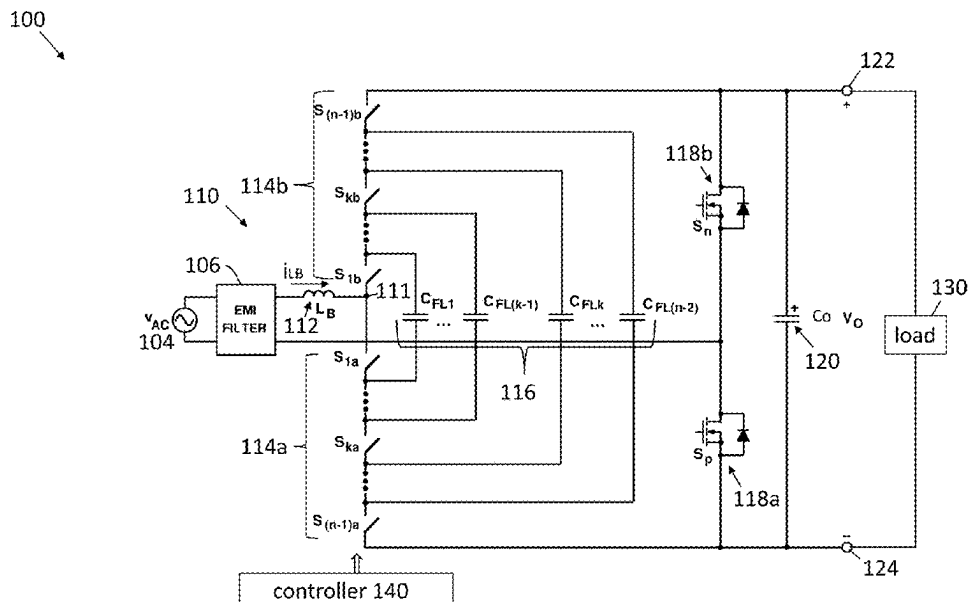 100
122
+
S(n-1)b
118b
114b
Skb
110
Sn
106
iLB
S1b
111
CFL1
CFL(k-1)
CFLk
CFL(n-2)
130
vAC
EMI
FILTER
112
LB
...
...
+
Co
Vo
load
104
120
S1a
116
114a
Ska
Sp
118a
S(n-1)a
−
124
controller 140